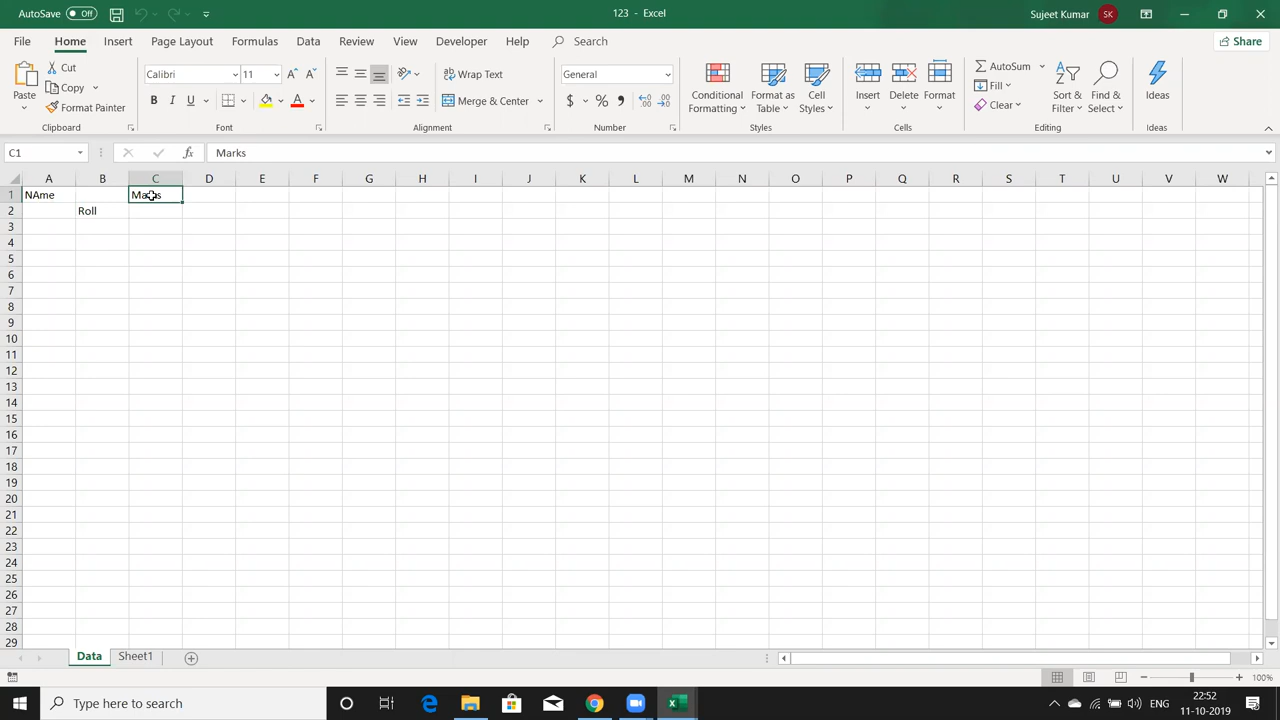 AutoSave Off 123 - Excel Sujeet Kumar SK
File Home Insert Page Layout Formulas Data Review View Developer Help Search Share
Paste Cut Copy Format Painter Clipboard
Calibri 11 B I U Font
Wrap Text Merge & Center Alignment
General $ % Number
Conditional Formatting Format as Table Cell Styles Styles
Insert Delete Format Cells
AutoSum Fill Clear Sort & Filter Find & Select Editing
Ideas Ideas
C1 fx Marks
A B C D E F G H I J K L M N O P Q R S T U V W
1 NAme Marks
2 Roll
3
4
5
6
7
8
9
10
11
12
13
14
15
16
17
18
19
20
21
22
23
24
25
26
27
28
29
Data Sheet1
100%
Type here to search ENG 22:52
11-10-2019